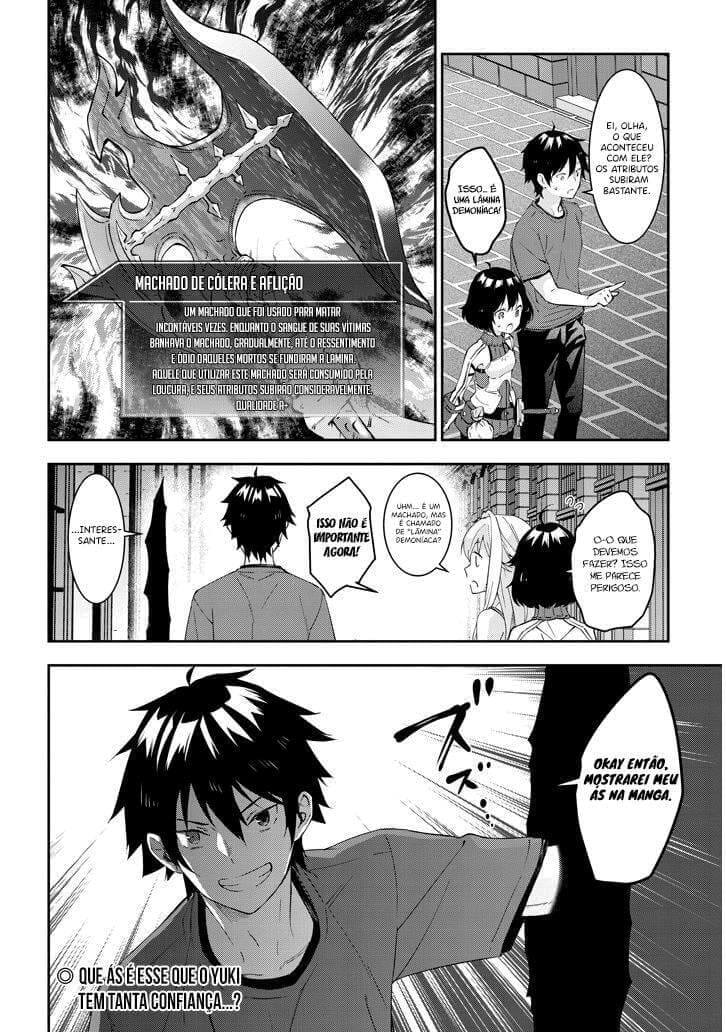 EI, OLHA,
O QUE
ACONTECEU
COM ELE?
OS ATRIBUTOS
SUBIRAM
BASTANTE.
ISSO... É
UMA LÂMINA
DEMONÍACA!
MACHADO DE CÓLERA E AFLIÇÃO
UM MACHADO QUE FOI USADO PARA MATAR
INCONTÁVEIS VEZES. ENQUANTO O SANGUE DE SUAS VÍTIMAS
BANHAVA O MACHADO, GRADUALMENTE, ATÉ O RESSENTIMENTO
E ÓDIO DAQUELES MORTOS SE FUNDIRAM A LAMINA.
AQUELE QUE UTILIZAR ESTE MACHADO SERÁ CONSUMIDO PELA
LOUCURA, E SEUS ATRIBUTOS SUBIRÃO CONSIDERAVELMENTE.
QUALIDADE A-
O-O QUE
DEVEMOS
FAZER? ISSO
ME PARECE
PERIGOSO.
UHM... É UM
MACHADO, MAS
É CHAMADO
DE "LÂMINA"
DEMONÍACA?
ISSO NÃO É
IMPORTANTE
AGORA!
...INTERES-
SANTE...
ズズ
OKAY ENTÃO,
MOSTRAREI MEU
ÁS NA MANGA.
◎ QUE ÁS É ESSE QUE O YUKI
TEM TANTA CONFIANÇA...?